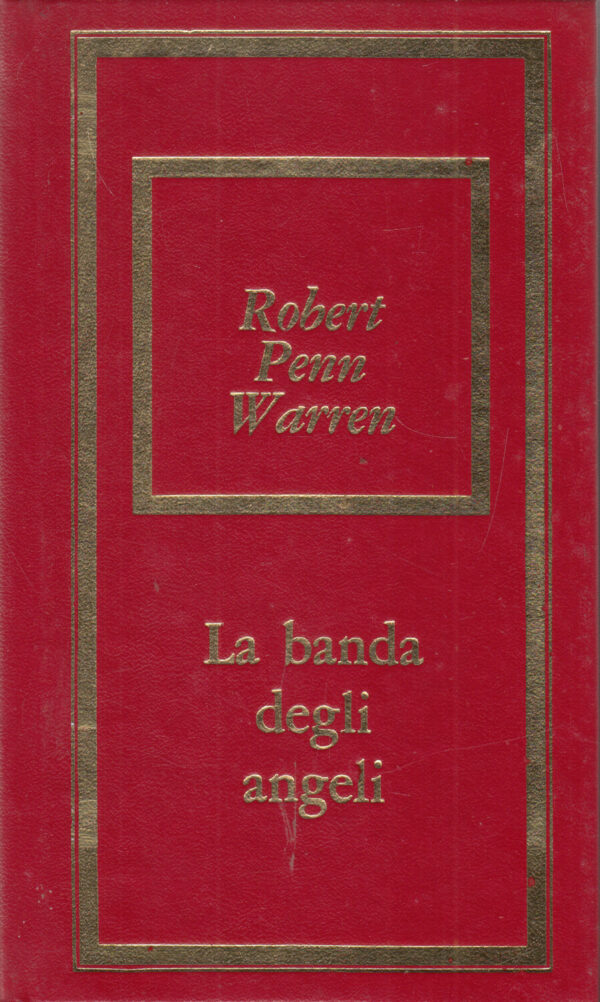 Robert
Penn
Warren
La banda
degli
angeli